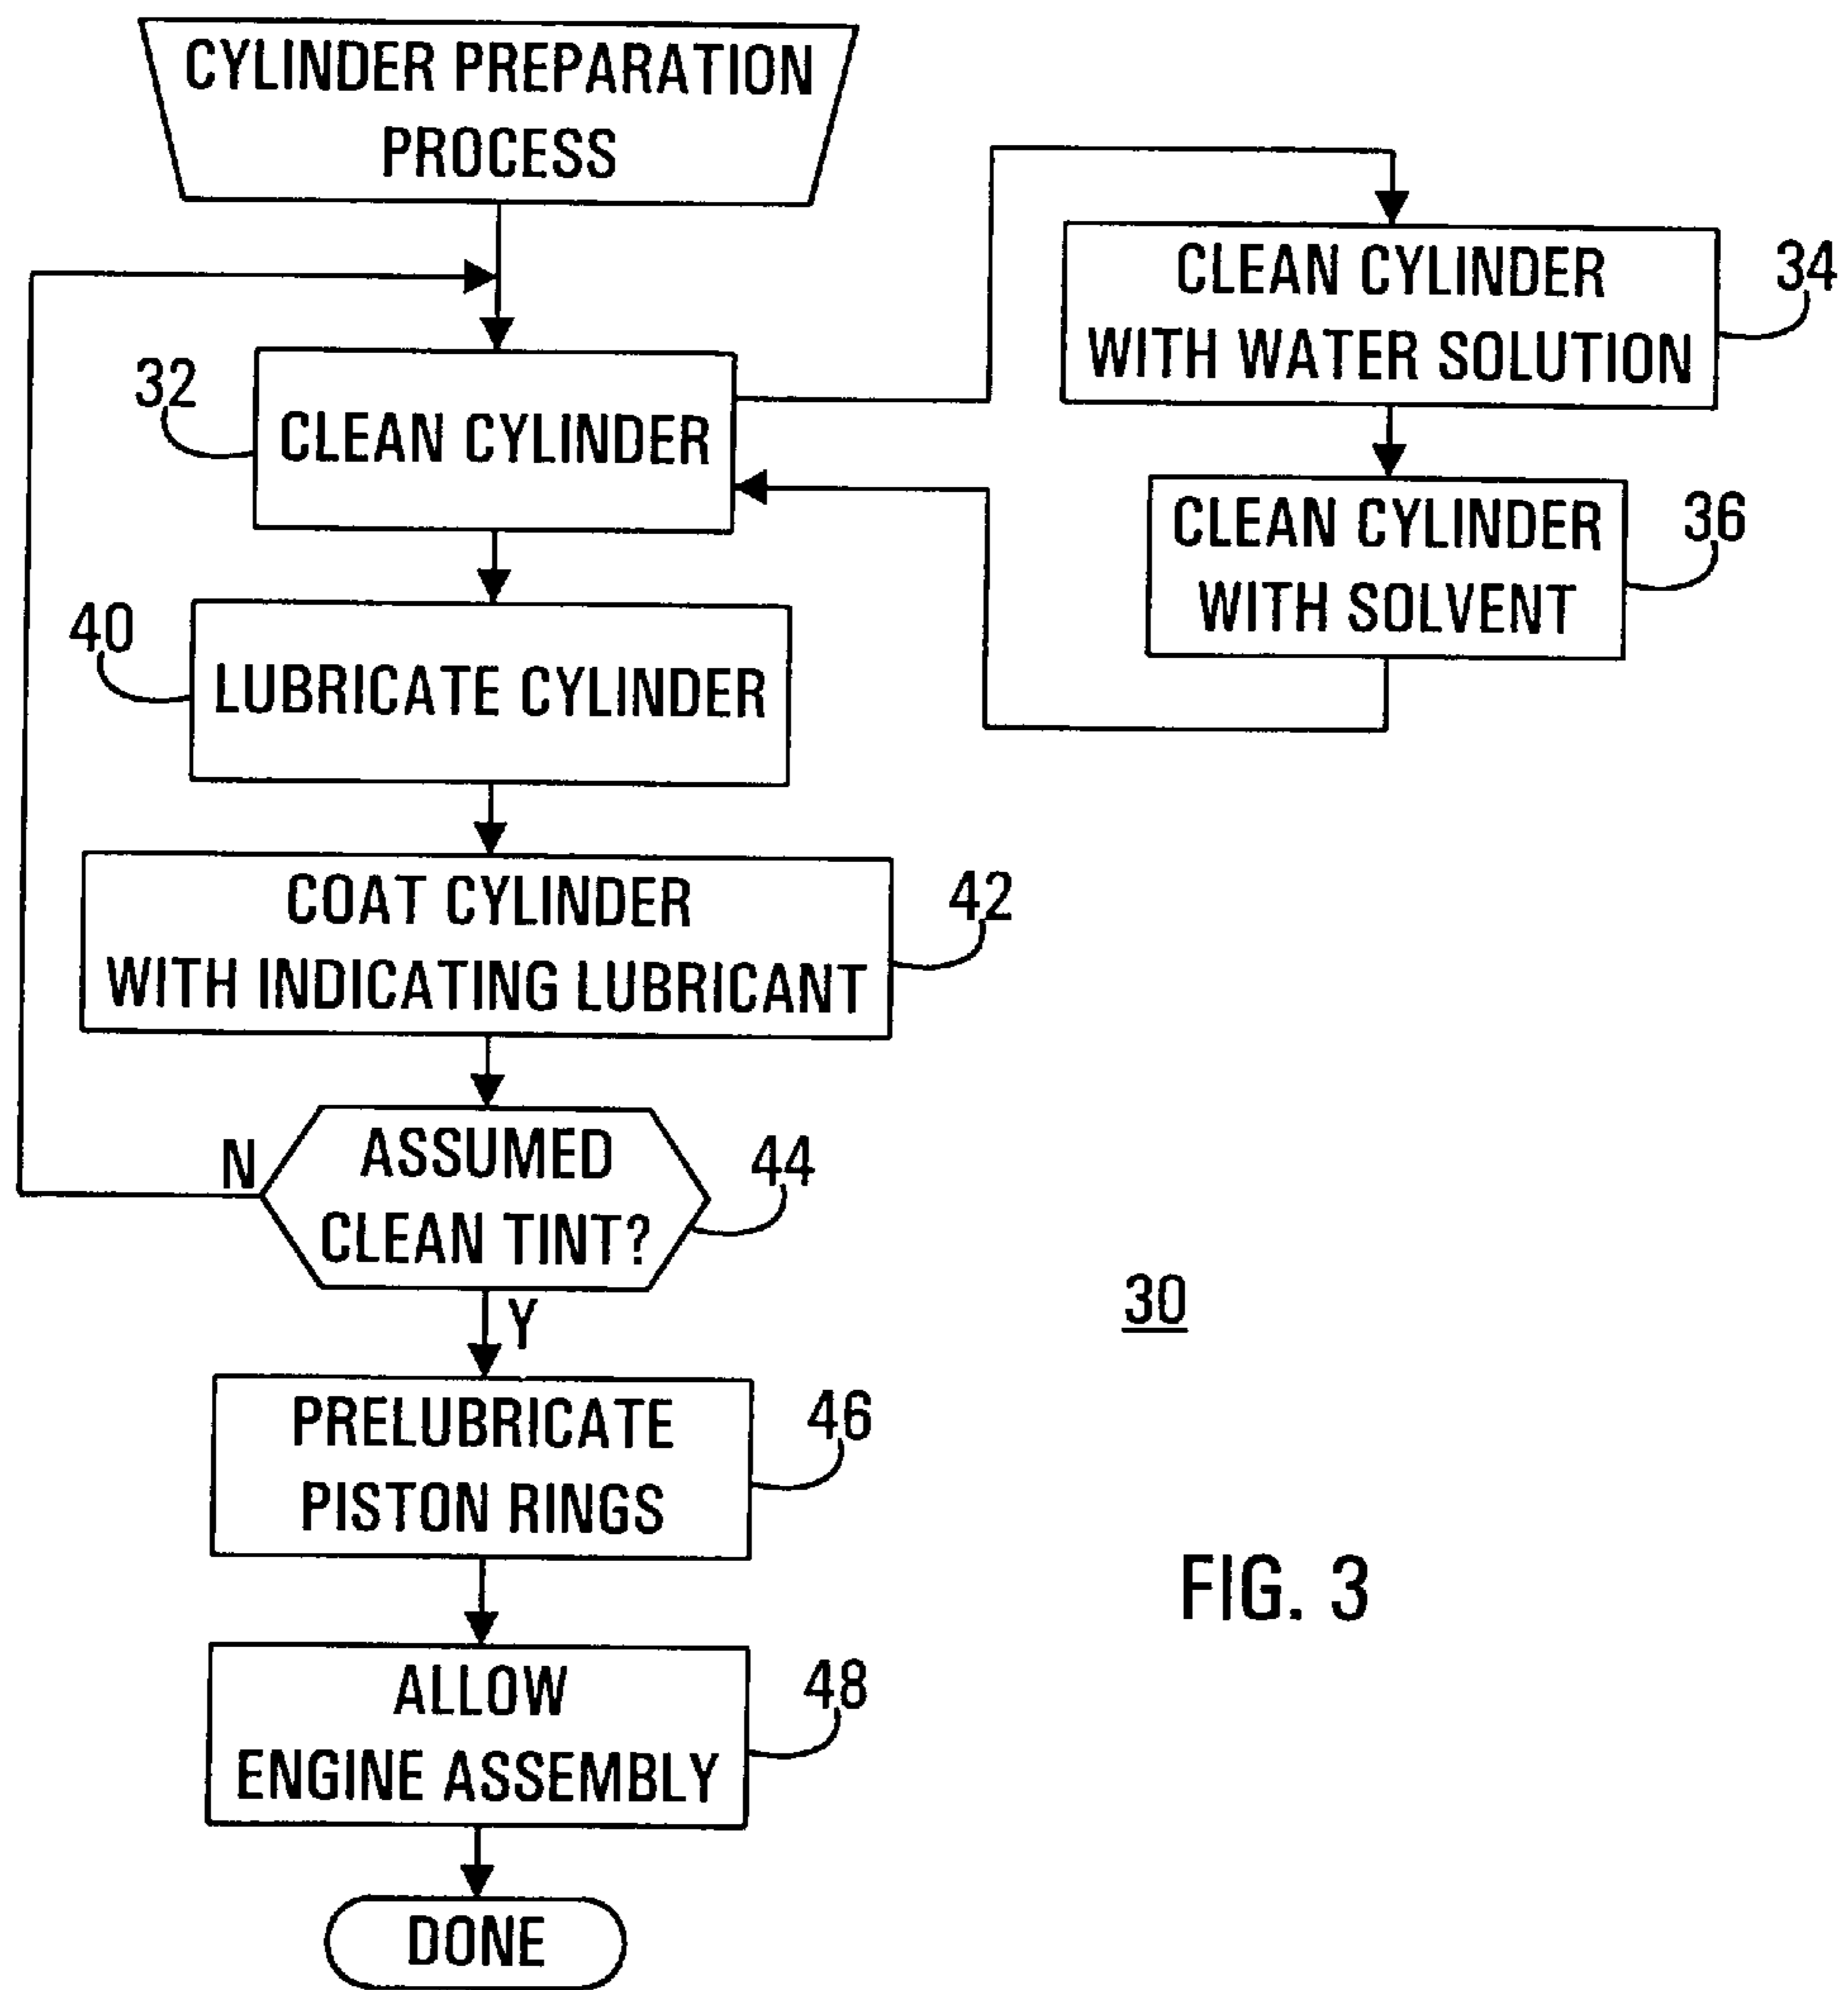 CYLINDER PREPARATION
PROCESS
CLEAN CYLINDER
WITH WATER SOLUTION
34
32
CLEAN CYLINDER
CLEAN CYLINDER
WITH SOLVENT
36
40
LUBRICATE CYLINDER
COAT CYLINDER
WITH INDICATING LUBRICANT
42
N
ASSUMED
CLEAN TINT?
44
Y
30
PRELUBRICATE
PISTON RINGS
46
FIG. 3
ALLOW
ENGINE ASSEMBLY
48
DONE